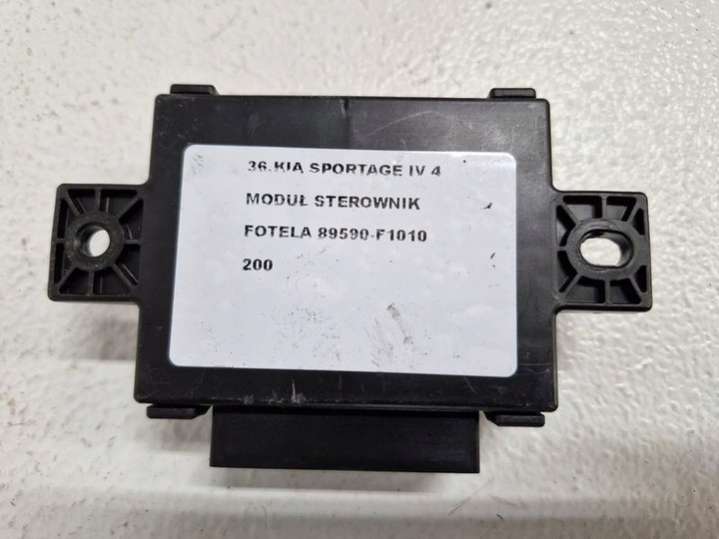 36.KIA SPORTAGE IV 4
MODUŁ STEROWNIK
FOTELA 89590-F1010
200